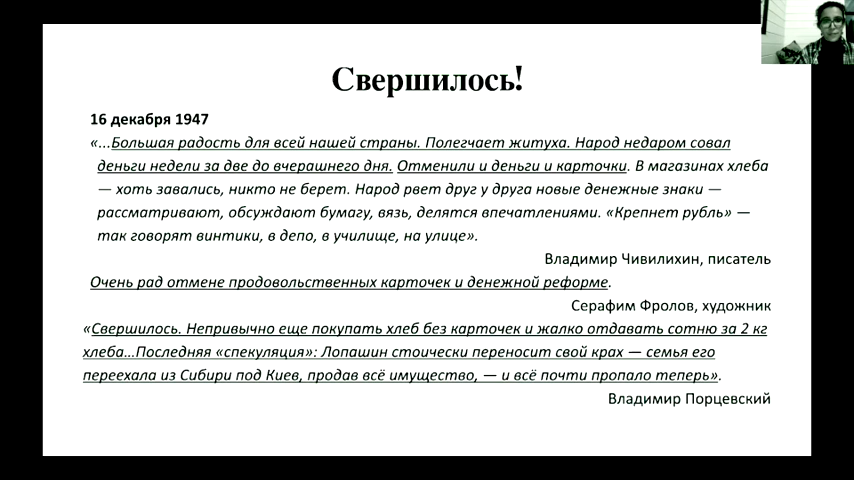 Свершилось!
16 декабря 1947
«...Большая радость для всей нашей страны. Полегчает житуха. Народ недаром совал
деньги недели за две до вчерашнего дня. Отменили и деньги и карточки. В магазинах хлеба
— хоть завались, никто не берет. Народ рвет друг у друга новые денежные знаки —
рассматривают, обсуждают бумагу, вязь, делятся впечатлениями. «Крепнет рубль» —
так говорят винтики, в депо, в училище, на улице».
Владимир Чивилихин, писатель
Очень рад отмене продовольственных карточек и денежной реформе.
Серафим Фролов, художник
«Свершилось. Непривычно еще покупать хлеб без карточек и жалко отдавать сотню за 2 кг
хлеба…Последняя «спекуляция»: Лопашин стоически переносит свой крах — семья его
переехала из Сибири под Киев, продав всё имущество, — и всё почти пропало теперь».
Владимир Порцевский